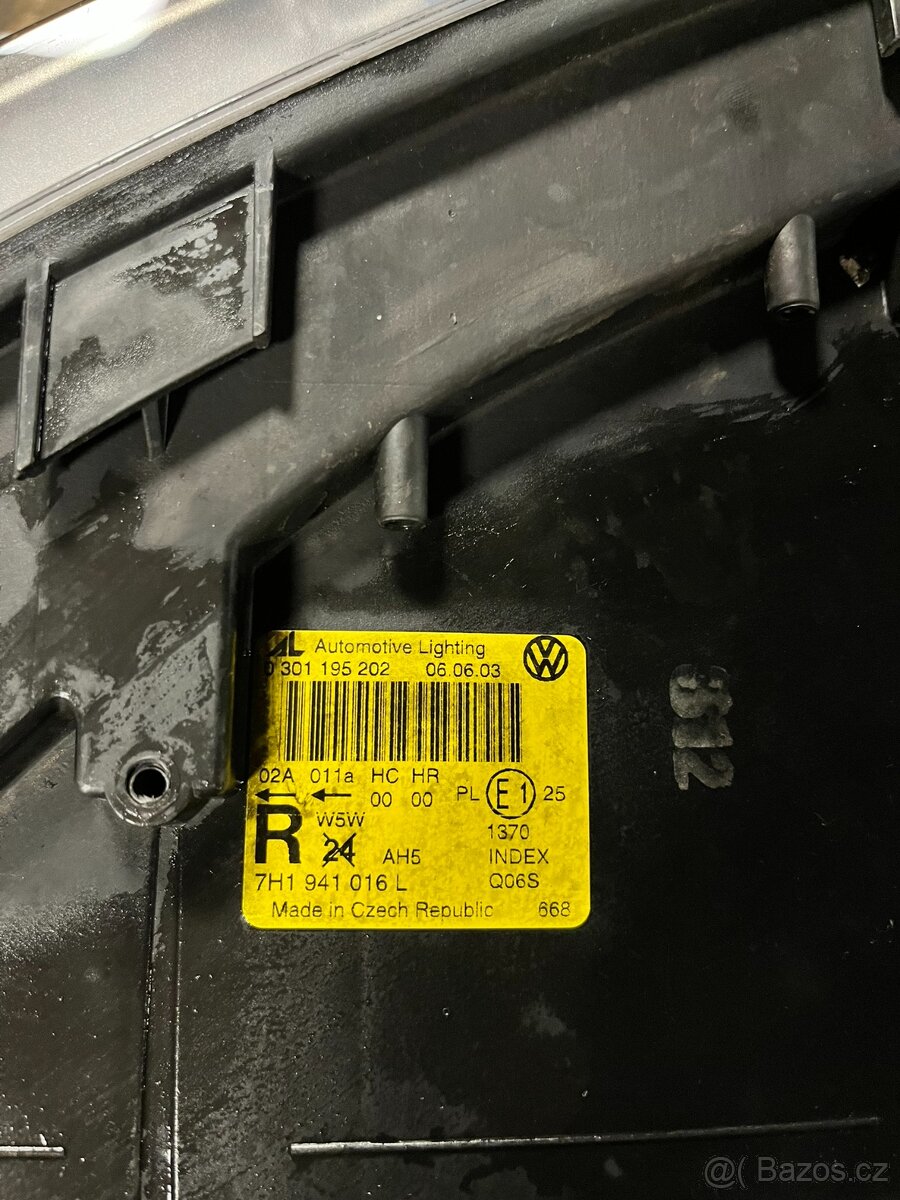 AL Automotive Lighting
0 301 195 202 06.06.03
02A 011a HC HR
00 00 PL E1 25
R W5W
1370
24 AH5 INDEX
7H1 941 016 L Q06S
Made in Czech Republic 668
@( Bazos.cz